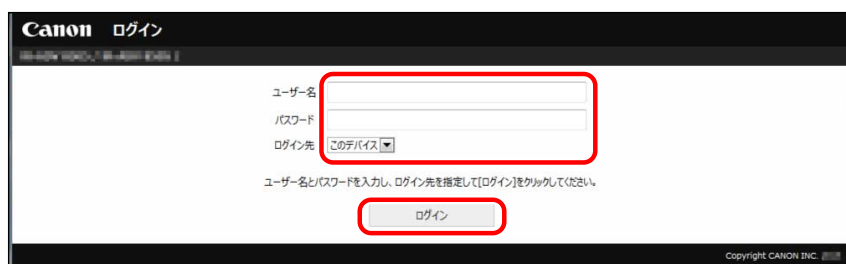 Canon ログイン
ユーザー名
パスワード
ログイン先 このデバイス
ユーザー名とパスワードを入力し、ログイン先を指定して[ログイン]をクリックしてください。
ログイン
Copyright CANON INC.